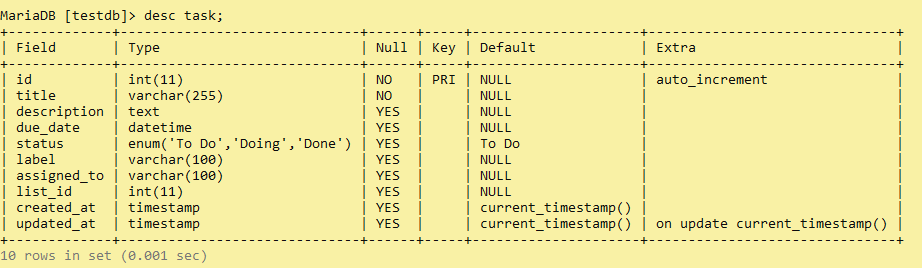 MariaDB [testdb]> desc task;
+-------------+------------------------------+------+-----+---------------------+-------------------------------+
| Field       | Type                         | Null | Key | Default             | Extra                         |
+-------------+------------------------------+------+-----+---------------------+-------------------------------+
| id          | int(11)                      | NO   | PRI | NULL                | auto_increment                |
| title       | varchar(255)                 | NO   |     | NULL                |                               |
| description | text                         | YES  |     | NULL                |                               |
| due_date    | datetime                     | YES  |     | NULL                |                               |
| status      | enum('To Do','Doing','Done') | YES  |     | To Do               |                               |
| label       | varchar(100)                 | YES  |     | NULL                |                               |
| assigned_to | varchar(100)                 | YES  |     | NULL                |                               |
| list_id     | int(11)                      | YES  |     | NULL                |                               |
| created_at  | timestamp                    | YES  |     | current_timestamp() |                               |
| updated_at  | timestamp                    | YES  |     | current_timestamp() | on update current_timestamp() |
+-------------+------------------------------+------+-----+---------------------+-------------------------------+
10 rows in set (0.001 sec)